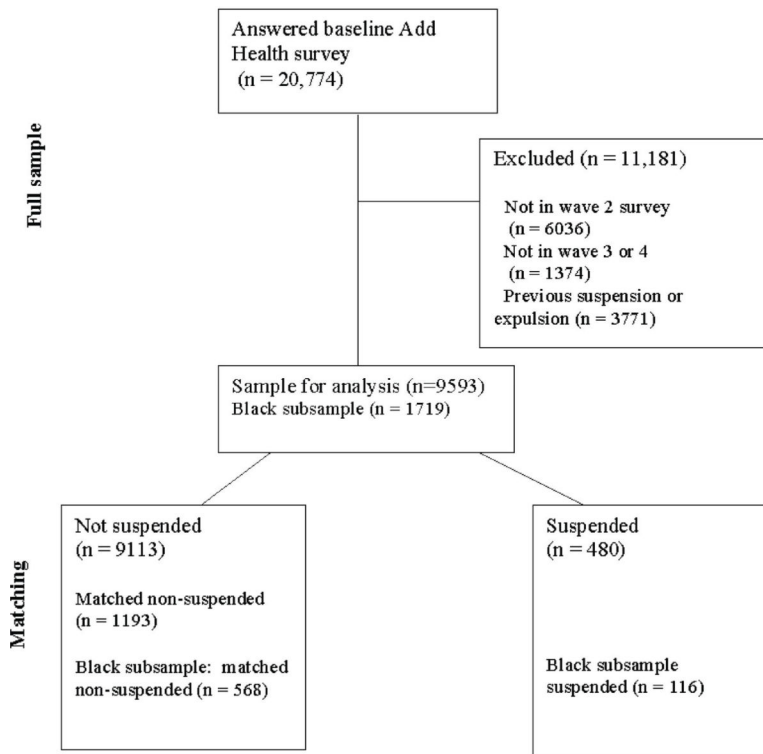 Answered baseline Add
Health survey
(n = 20,774)
Full sample
Excluded (n = 11,181)
Not in wave 2 survey
(n = 6036)
Not in wave 3 or 4
(n = 1374)
Previous suspension or
expulsion (n = 3771)
Sample for analysis (n=9593)
Black subsample (n = 1719)
Matching
Not suspended
(n = 9113)
Matched non-suspended
(n = 1193)
Black subsample: matched
non-suspended (n = 568)
Suspended
(n = 480)
Black subsample
suspended (n = 116)